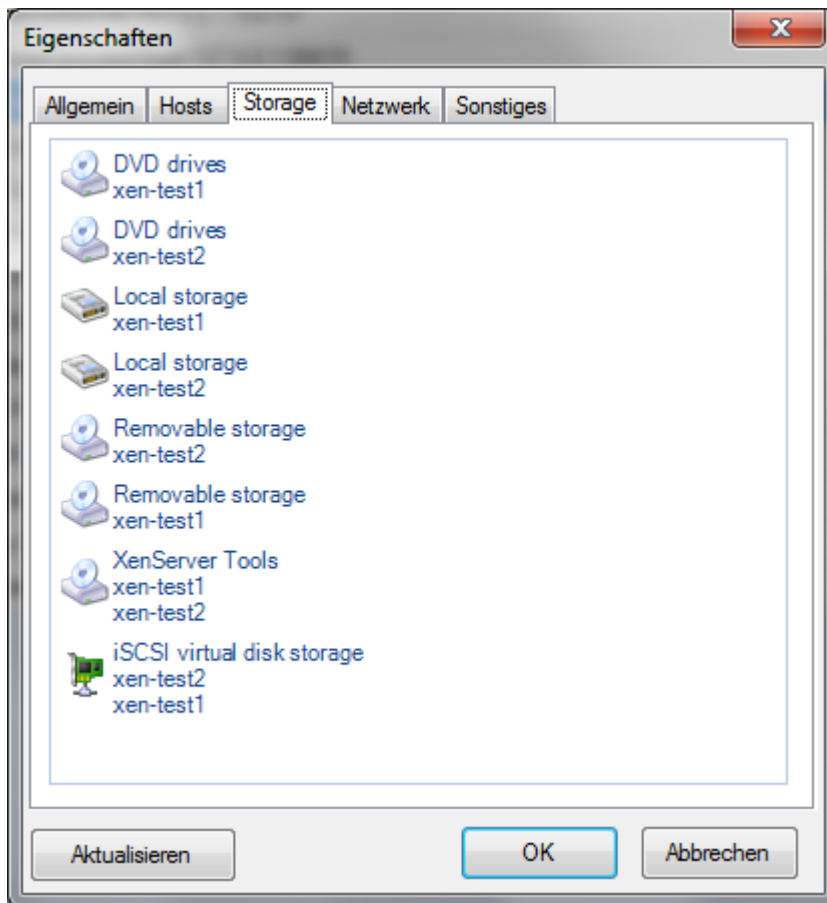 Eigenschaften
Allgemein Hosts Storage Netzwerk Sonstiges
DVD drives
xen-test1
DVD drives
xen-test2
Local storage
xen-test1
Local storage
xen-test2
Removable storage
xen-test2
Removable storage
xen-test1
XenServer Tools
xen-test1
xen-test2
iSCSI virtual disk storage
xen-test2
xen-test1
Aktualisieren OK Abbrechen